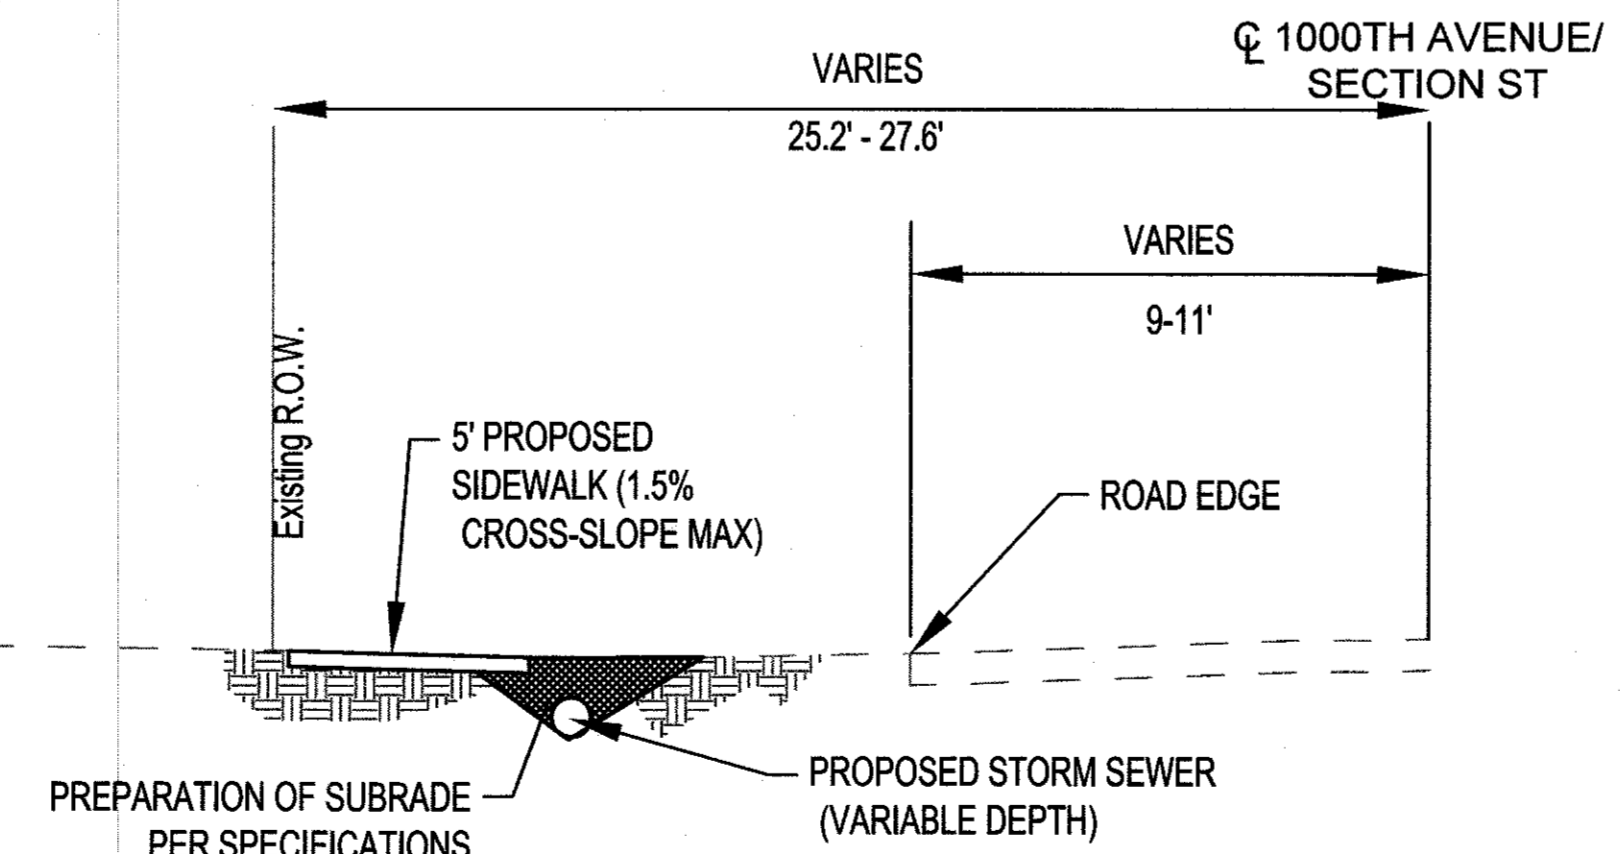 ℄ 1000TH AVENUE/
SECTION ST
VARIES
25.2' - 27.6'
VARIES
9-11'
Existing R.O.W.
5' PROPOSED
SIDEWALK (1.5%
CROSS-SLOPE MAX)
ROAD EDGE
PROPOSED STORM SEWER
(VARIABLE DEPTH)
PREPARATION OF SUBRADE
PER SPECIFICATIONS